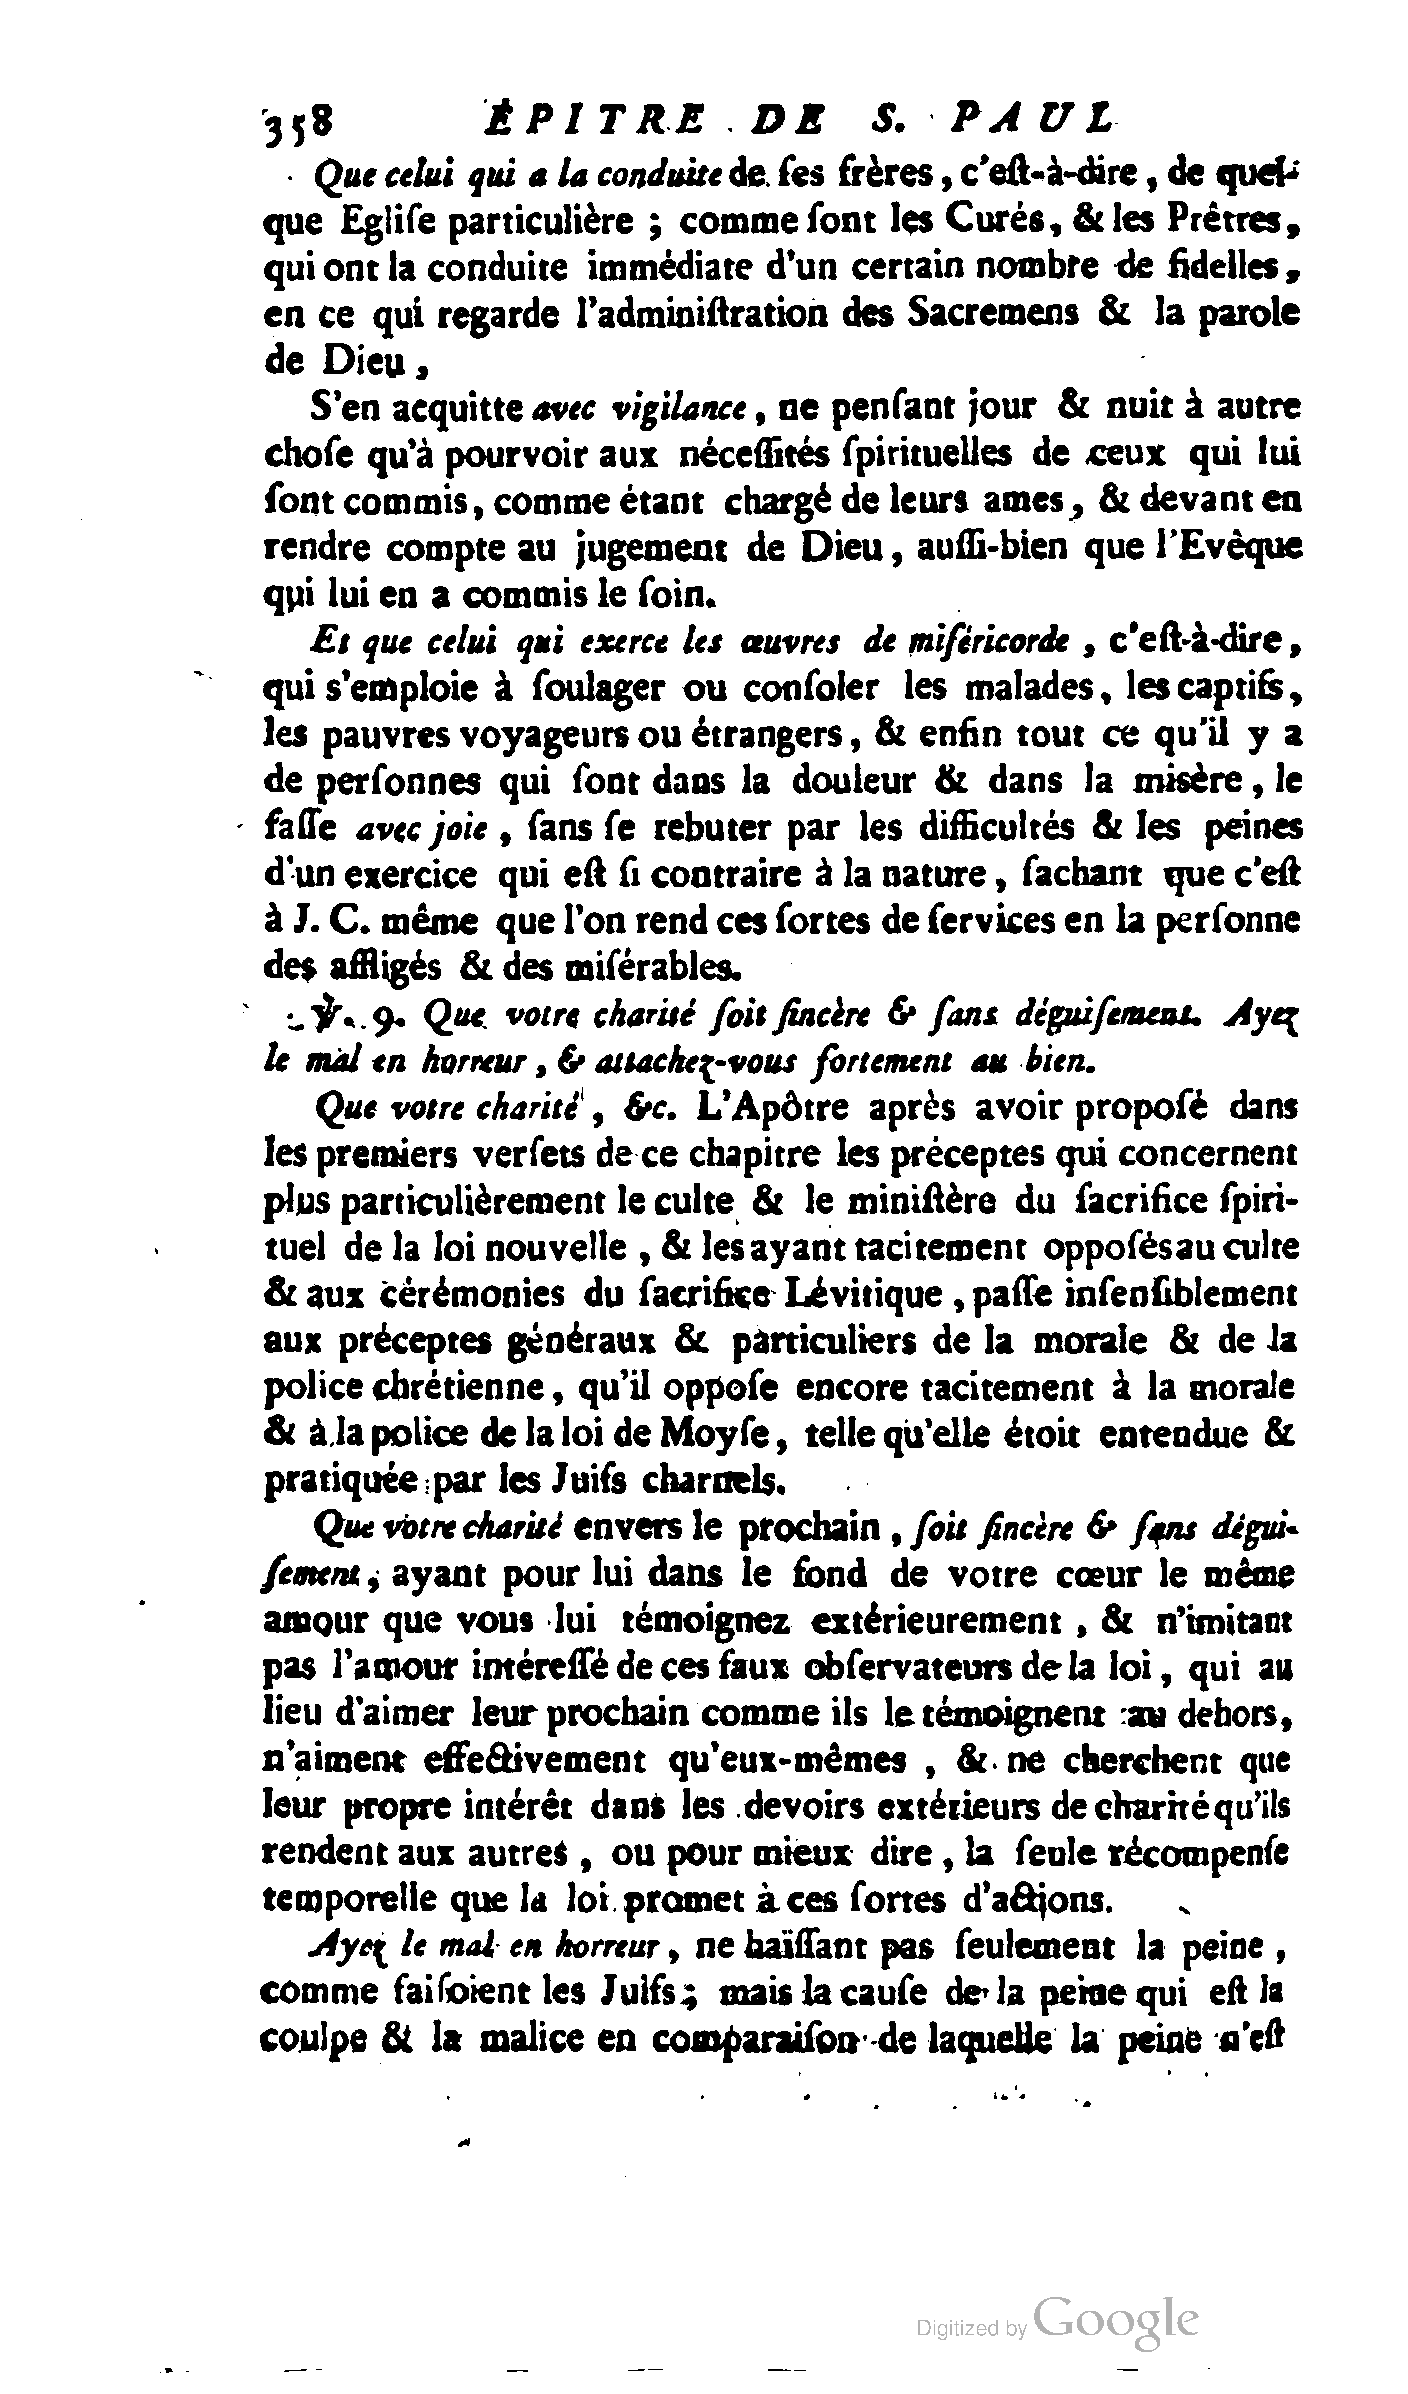 358 ÉPITRE DE S. PAUL
Que celui qui a la conduite de ſes frères, c'eſt-à-dire, de quel-
que Egliſe particulière ; comme ſont les Curés, & les Prêtres,
qui ont la conduite immédiate d'un certain nombre de fidelles,
en ce qui regarde l'adminiſtration des Sacremens & la parole
de Dieu,
S'en acquitte avec vigilance, ne penſant jour & nuit à autre
choſe qu'à pourvoir aux néceſſités ſpirituelles de ceux qui lui
ſont commis, comme étant chargé de leurs ames, & devant en
rendre compte au jugement de Dieu, auſſi-bien que l'Evêque
qui lui en a commis le ſoin.
Et que celui qui exerce les œuvres de miſéricorde, c'eſt-à-dire,
qui s'emploie à ſoulager ou conſoler les malades, les captifs,
les pauvres voyageurs ou étrangers, & enfin tout ce qu'il y a
de perſonnes qui ſont dans la douleur & dans la misère, le
faſſe avec joie, ſans ſe rebuter par les difficultés & les peines
d'un exercice qui eſt ſi contraire à la nature, ſachant que c'eſt
à J. C. même que l'on rend ces ſortes de ſervices en la perſonne
des affligés & des miſérables.
℣. 9. Que votre charité ſoit ſincère & ſans déguiſement. Ayez
le mal en horreur, & attachez-vous fortement au bien.
Que votre charité, &c. L'Apôtre après avoir propoſé dans
les premiers verſets de ce chapitre les préceptes qui concernent
plus particulièrement le culte & le miniſtère du ſacrifice ſpiri-
tuel de la loi nouvelle, & les ayant tacitement oppoſés au culte
& aux cérémonies du ſacrifice Lévitique, paſſe inſenſiblement
aux préceptes généraux & particuliers de la morale & de la
police chrétienne, qu'il oppoſe encore tacitement à la morale
& à la police de la loi de Moyſe, telle qu'elle étoit entendue &
pratiquée par les Juifs charnels.
Que votre charité envers le prochain, ſoit ſincère & ſans dégui-
ſement, ayant pour lui dans le fond de votre cœur le même
amour que vous lui témoignez extérieurement, & n'imitant
pas l'amour intéreſſé de ces faux obſervateurs de la loi, qui au
lieu d'aimer leur prochain comme ils le témoignent au dehors,
n'aiment effectivement qu'eux-mêmes, & ne cherchent que
leur propre intérêt dans les devoirs extérieurs de charité qu'ils
rendent aux autres, ou pour mieux dire, la ſeule récompenſe
temporelle que la loi promet à ces ſortes d'actions.
Ayez le mal en horreur, ne haïſſant pas ſeulement la peine,
comme faiſoient les Juifs ; mais la cauſe de la peine qui eſt la
coulpe & la malice en comparaiſon de laquelle la peine n'eſt
Digitized by Google